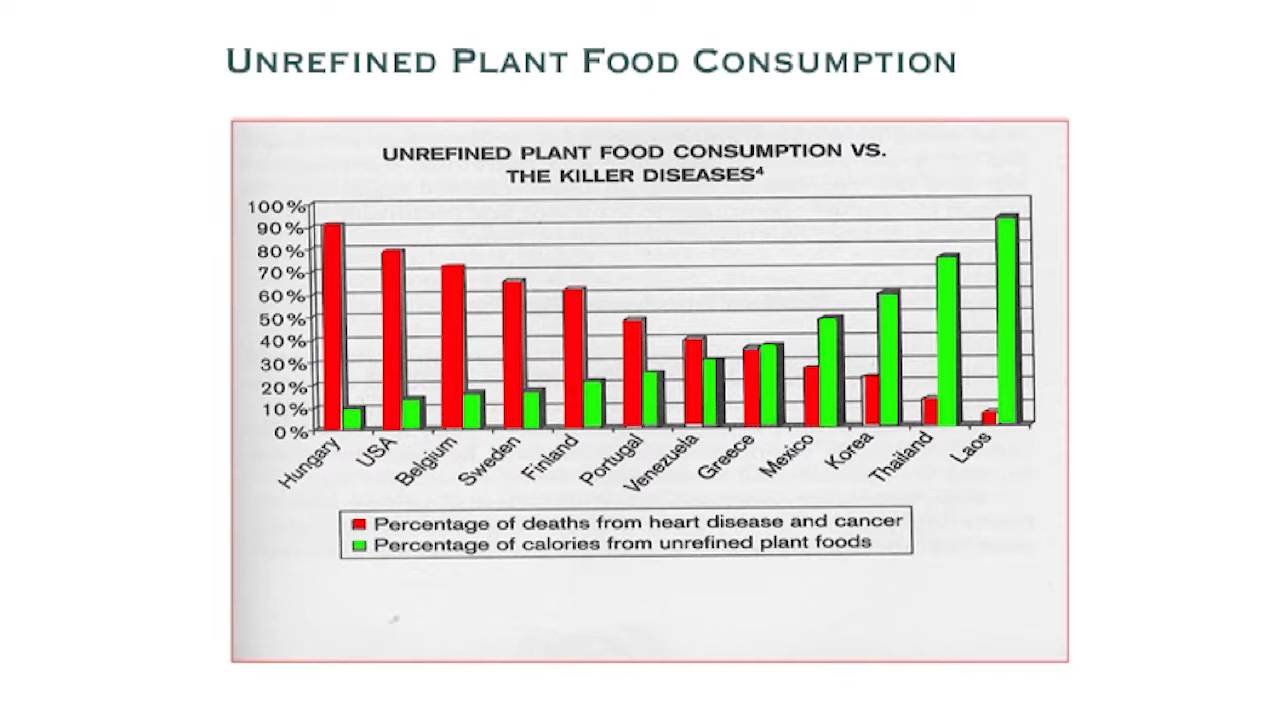 UNREFINED PLANT FOOD CONSUMPTION
UNREFINED PLANT FOOD CONSUMPTION VS.
THE KILLER DISEASES⁴
100%
90%
80%
70%
60%
50%
40%
30%
20%
10%
0%
Hungary
USA
Belgium
Sweden
Finland
Portugal
Venezuela
Greece
Mexico
Korea
Thailand
Laos
Percentage of deaths from heart disease and cancer
Percentage of calories from unrefined plant foods